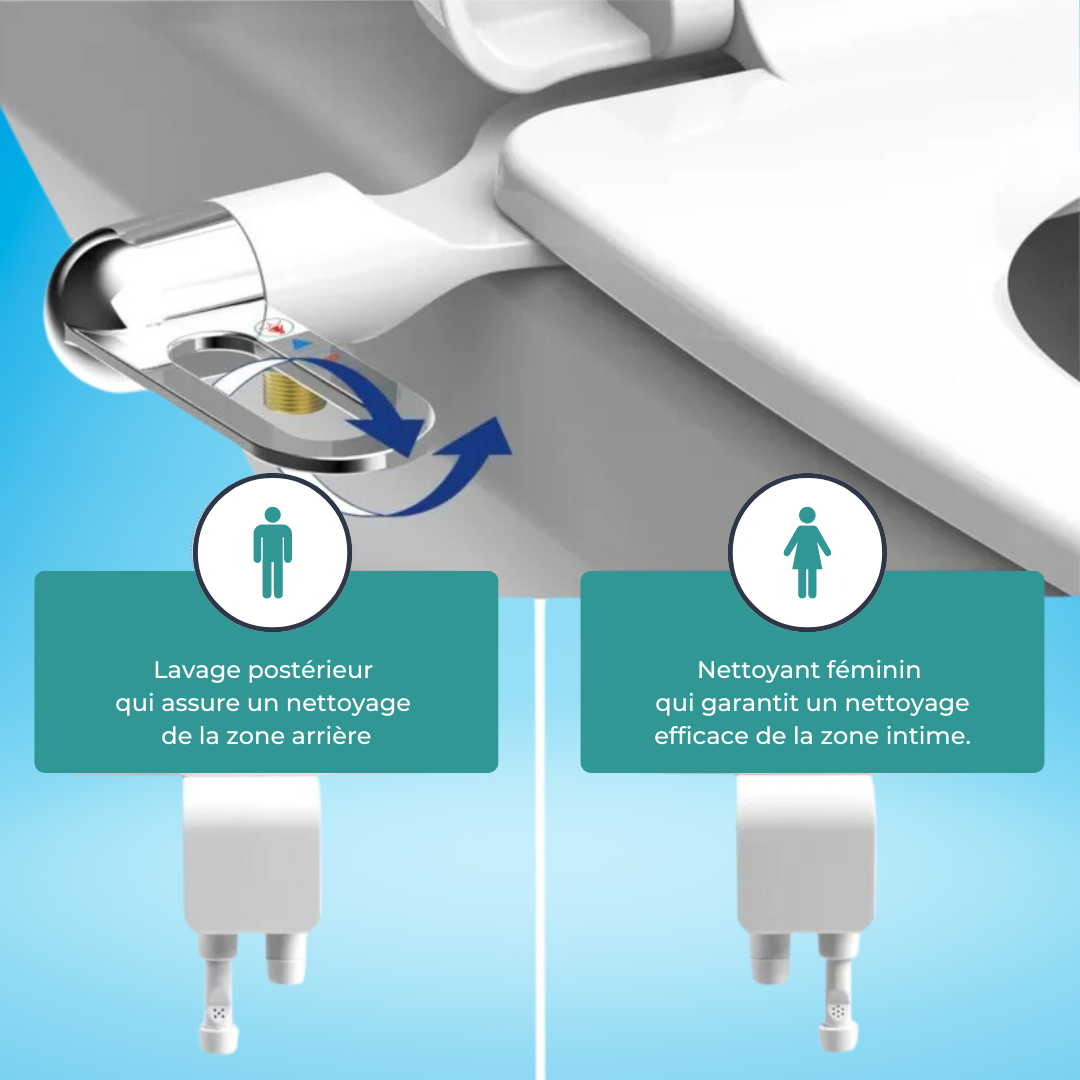 Lavage postérieur
qui assure un nettoyage
de la zone arrière
Nettoyant féminin
qui garantit un nettoyage
efficace de la zone intime.